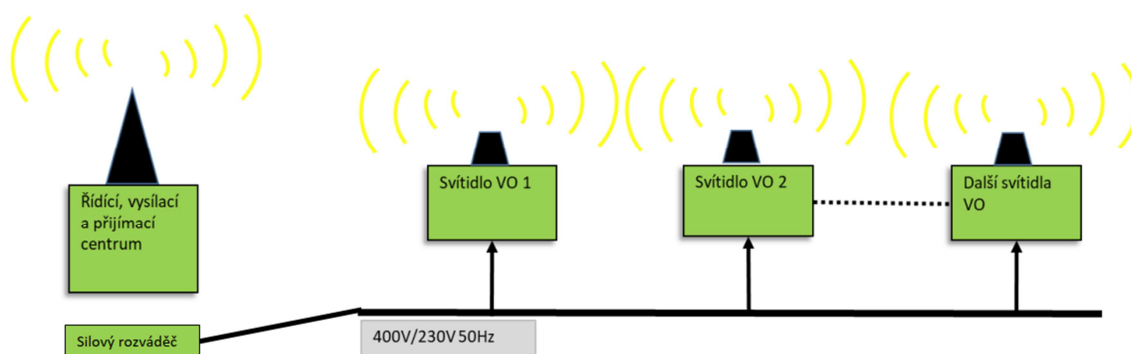 Řídící, vysílací
a přijímací
centrum
Svítidlo VO 1
Svítidlo VO 2
Další svítidla
VO
Silový rozváděč
400V/230V 50Hz